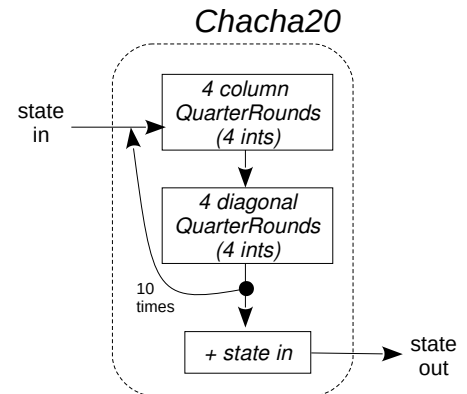 Chacha20
state
in
4 column
QuarterRounds
(4 ints)
4 diagonal
QuarterRounds
(4 ints)
10
times
+ state in
state
out